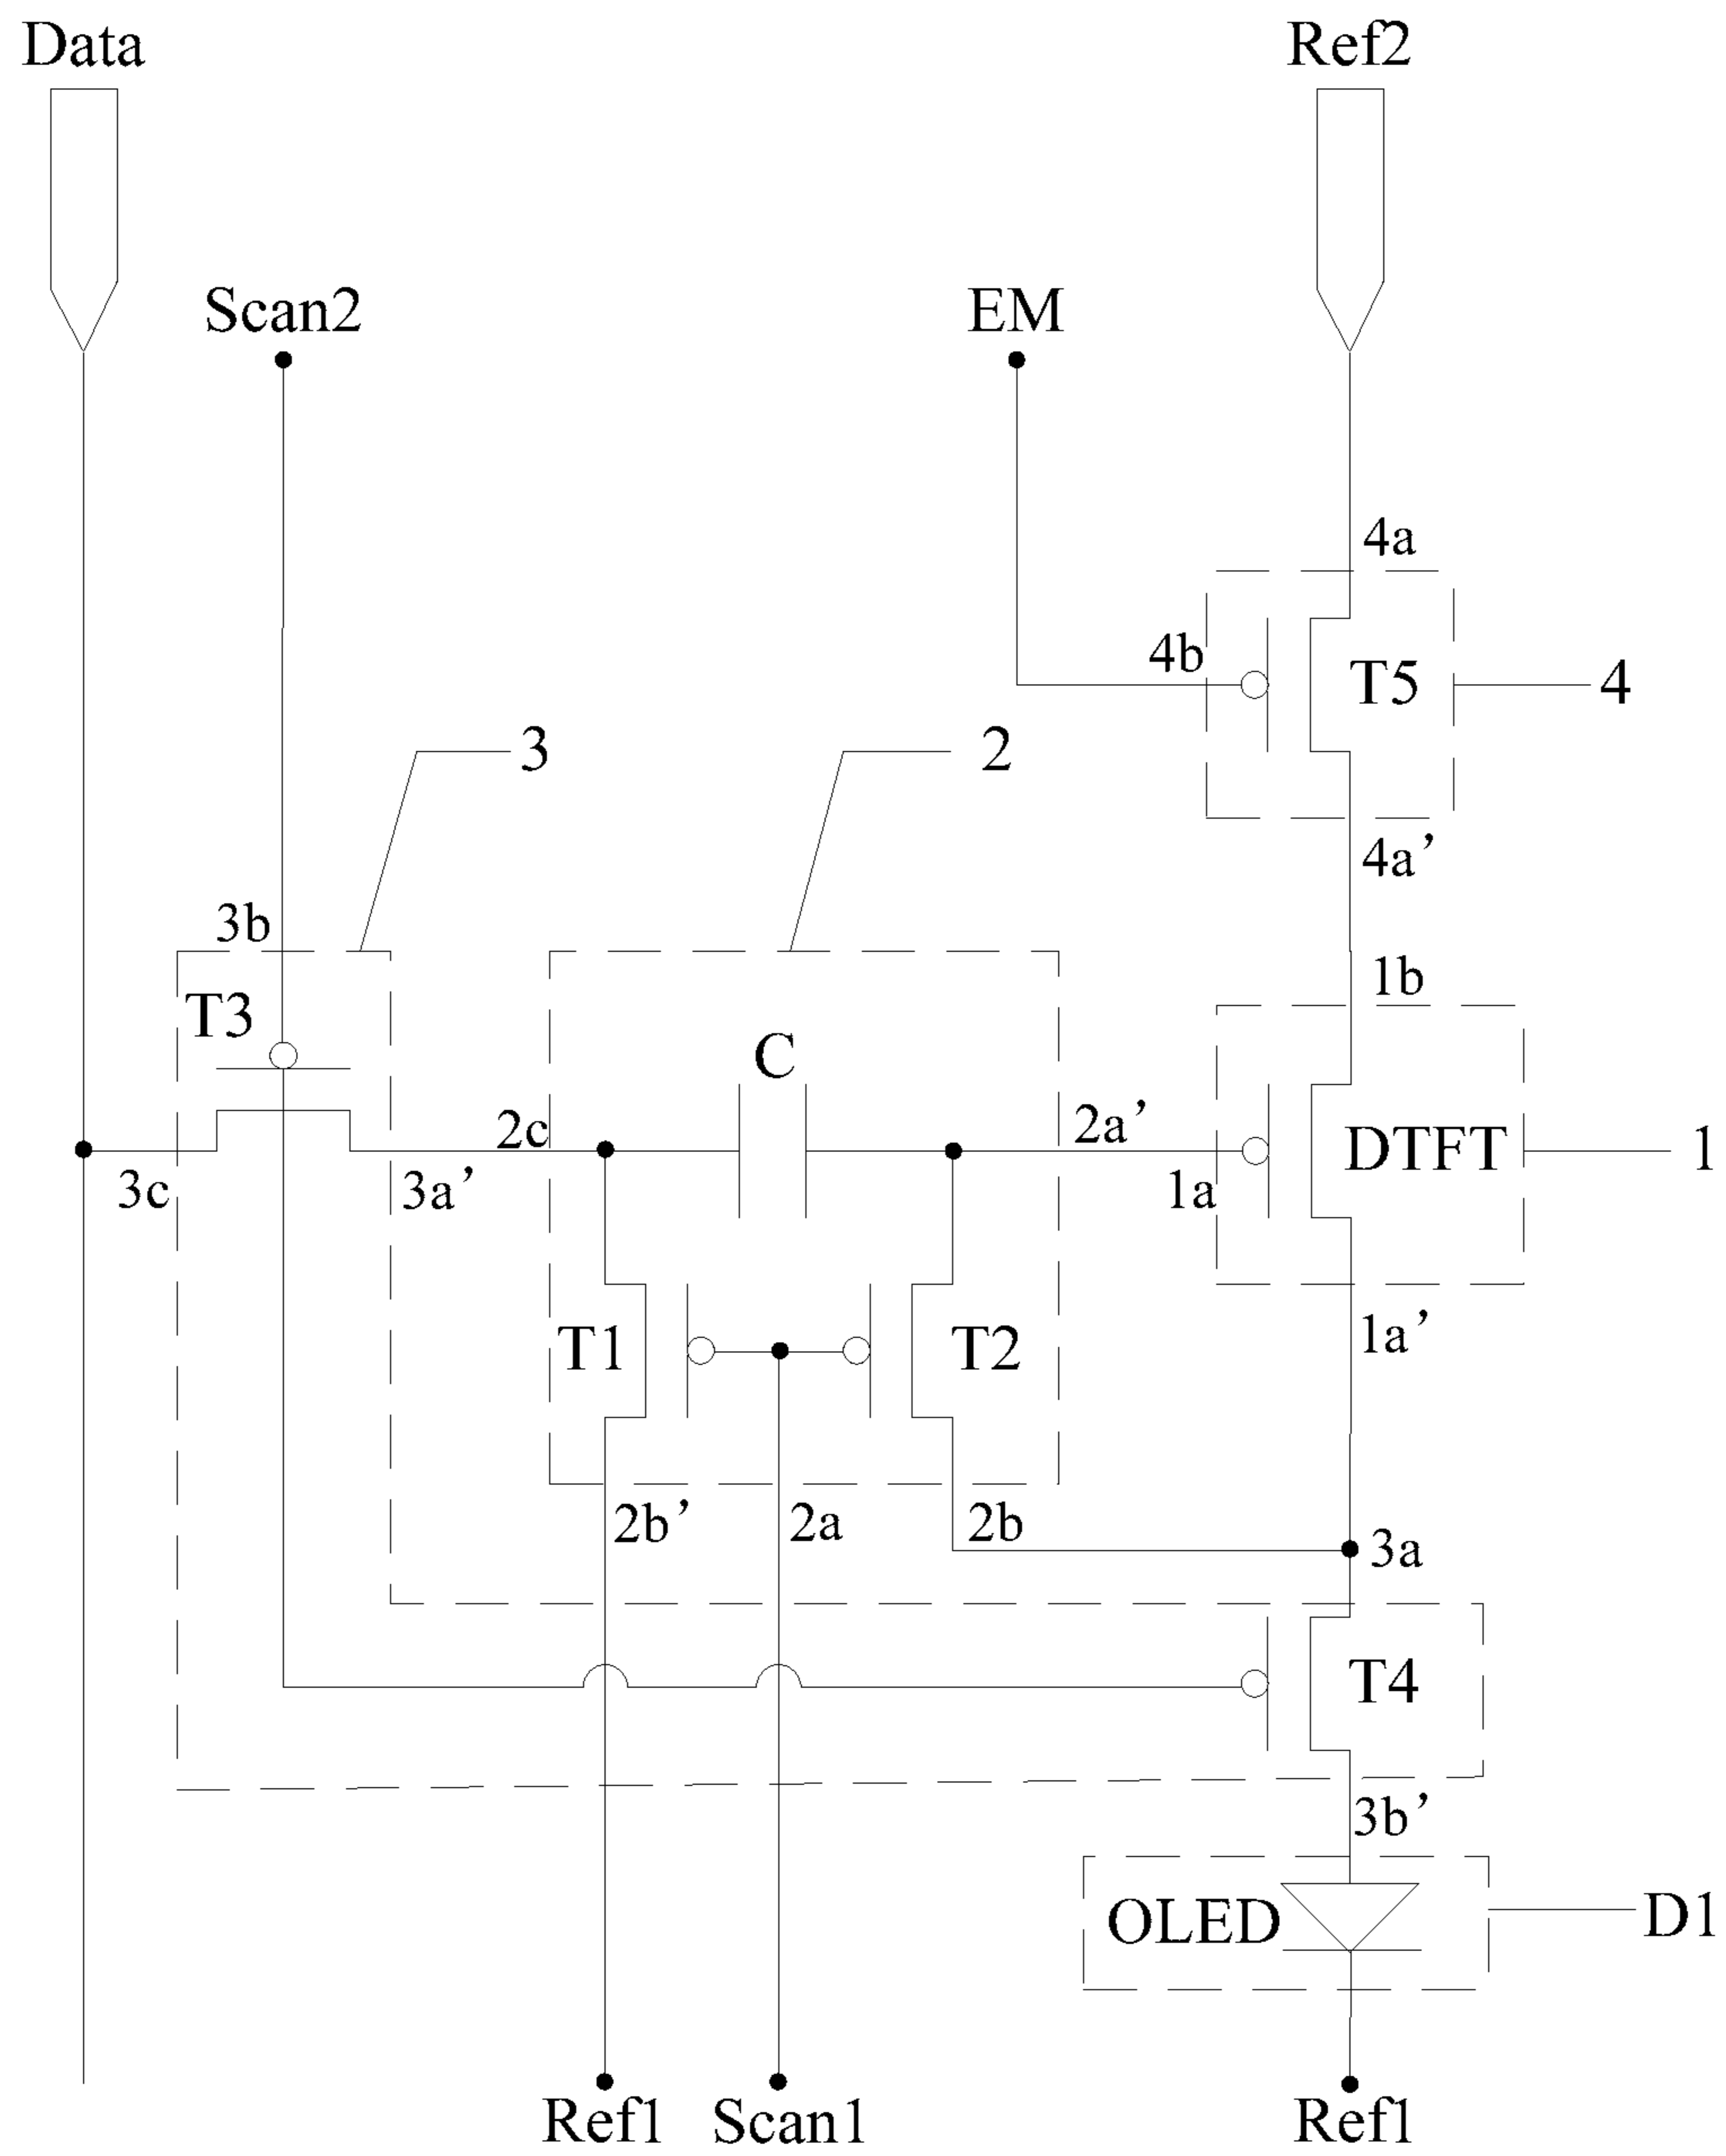 Data
Ref2
Scan2
EM
4a
4b
T5
4
3
2
4a’
3b
1b
T3
C
2c
2a’
DTFT
1
3c
3a’
1a
T1
T2
1a’
2b’
2a
2b
3a
T4
3b’
OLED
D1
Ref1
Scan1
Ref1